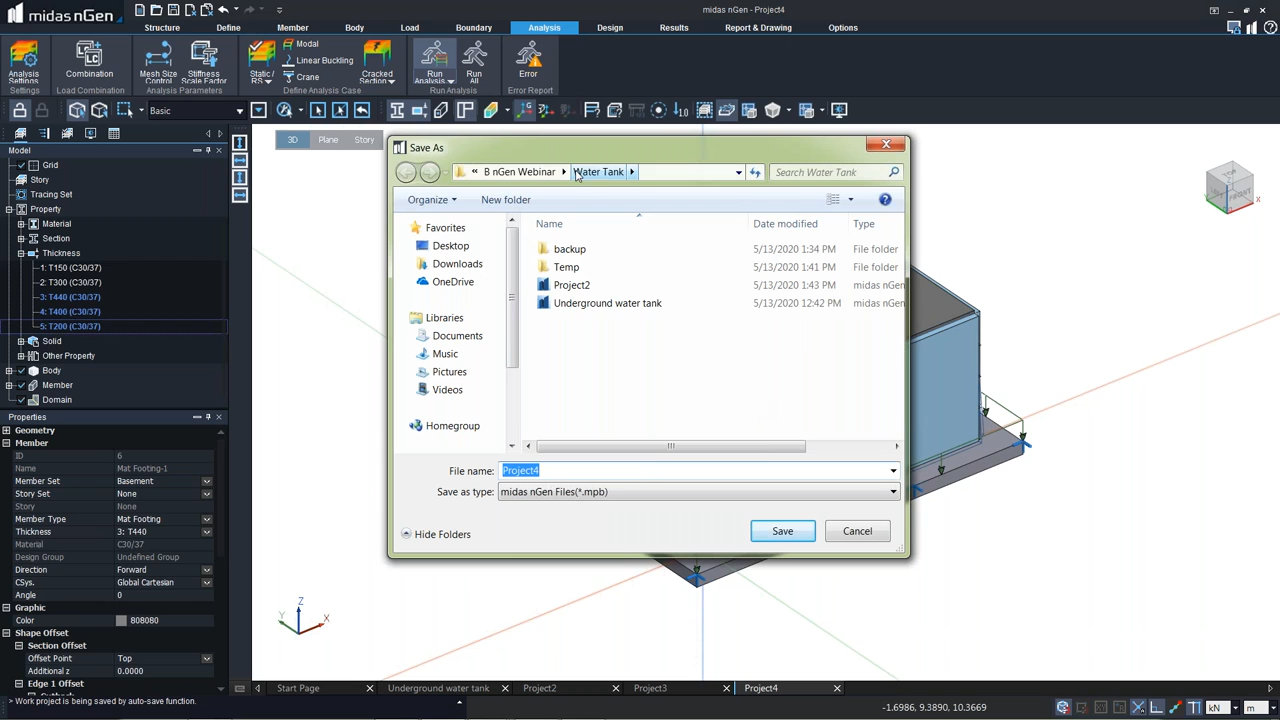 midas nGen
midas nGen - Project4
Structure Define Member Body Load Boundary Analysis Design Results Report & Drawing Options
Analysis Settings
Combination
Mesh Size Control
Stiffness Scale Factor
Static / RS
Modal
Linear Buckling
Crane
Cracked Section
Run Analysis
Run All
Error
Settings Load Combination Analysis Parameters Define Analysis Case Run Analysis Error Report
Basic
Model
Grid
Story
Tracing Set
Property
Material
Section
Thickness
1: T150 (C30/37)
2: T300 (C30/37)
3: T440 (C30/37)
4: T400 (C30/37)
5: T200 (C30/37)
Solid
Other Property
Body
Member
Domain
Properties
Geometry
Member
ID 6
Name Mat Footing-1
Member Set Basement
Story Set None
Story None
Member Type Mat Footing
Thickness 3: T440
Material C30/37
Design Group Undefined Group
Direction Forward
CSys. Global Cartesian
Angle 0
Graphic
Color 808080
Shape Offset
Section Offset
Offset Point Top
Additional z 0.0000
Edge 1 Offset
3D Plane Story
Save As
« B nGen Webinar Water Tank
Search Water Tank
Organize New folder
Favorites
Desktop
Downloads
OneDrive
Libraries
Documents
Music
Pictures
Videos
Homegroup
Name Date modified Type
backup 5/13/2020 1:34 PM File folder
Temp 5/13/2020 1:41 PM File folder
Project2 5/13/2020 1:43 PM midas nGen
Underground water tank 5/13/2020 12:42 PM midas nGen
File name: Project4
Save as type: midas nGen Files(*.mpb)
Hide Folders
Save Cancel
LEFT FRONT
X
Z
Y X
Start Page Underground water tank Project2 Project3 Project4
> Work project is being saved by auto-save function.
-1.6986, 9.3890, 10.3669
kN m